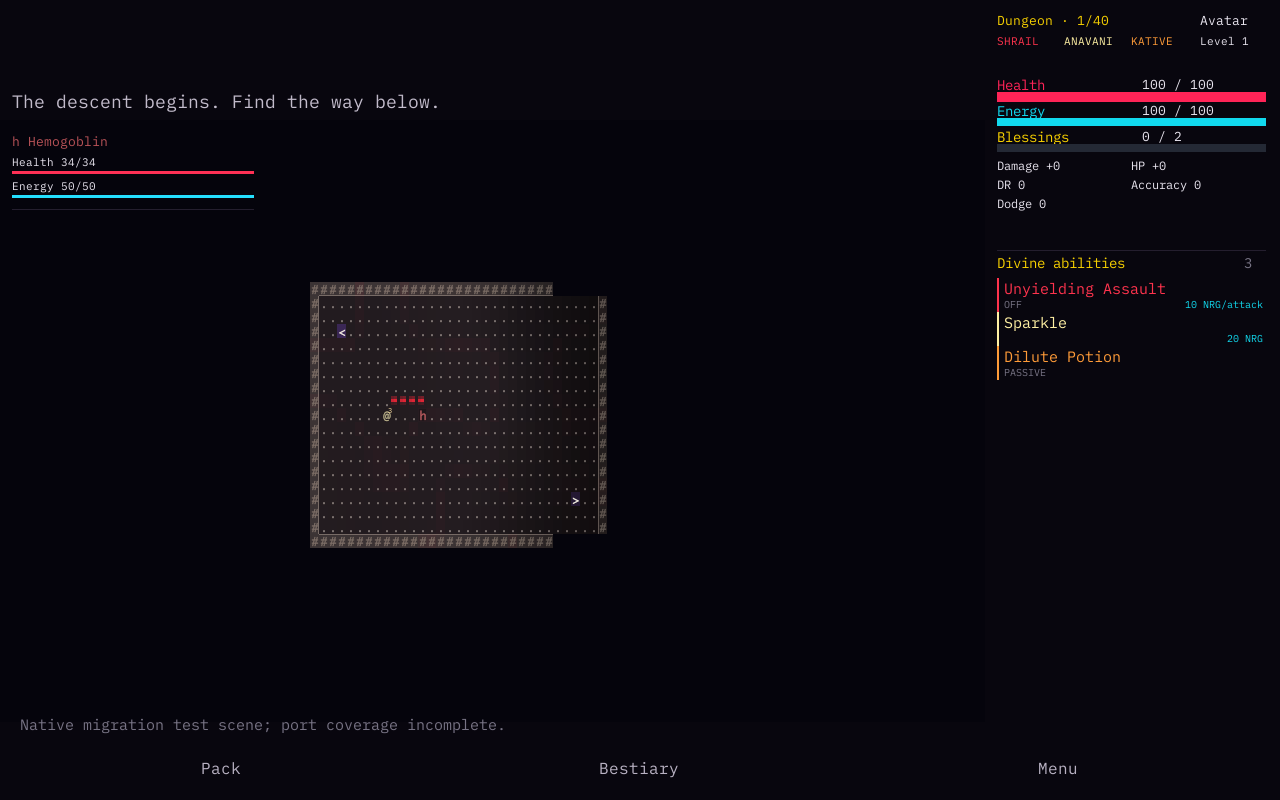 Dungeon · 1/40 Avatar
SHRAIL ANAVANI KATIVE Level 1
Health 100 / 100
Energy 100 / 100
Blessings 0 / 2
Damage +0 HP +0
DR 0 Accuracy 0
Dodge 0
Divine abilities 3
Unyielding Assault
OFF 10 NRG/attack
Sparkle
20 NRG
Dilute Potion
PASSIVE
The descent begins. Find the way below.
h Hemogoblin
Health 34/34
Energy 50/50
<
@ h
>
Native migration test scene; port coverage incomplete.
Pack Bestiary Menu